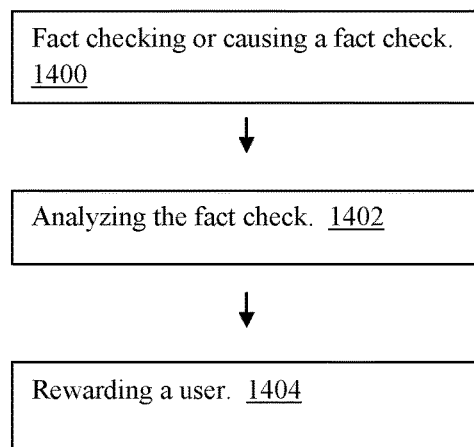 Fact checking or causing a fact check.
1400
Analyzing the fact check. 1402
Rewarding a user. 1404